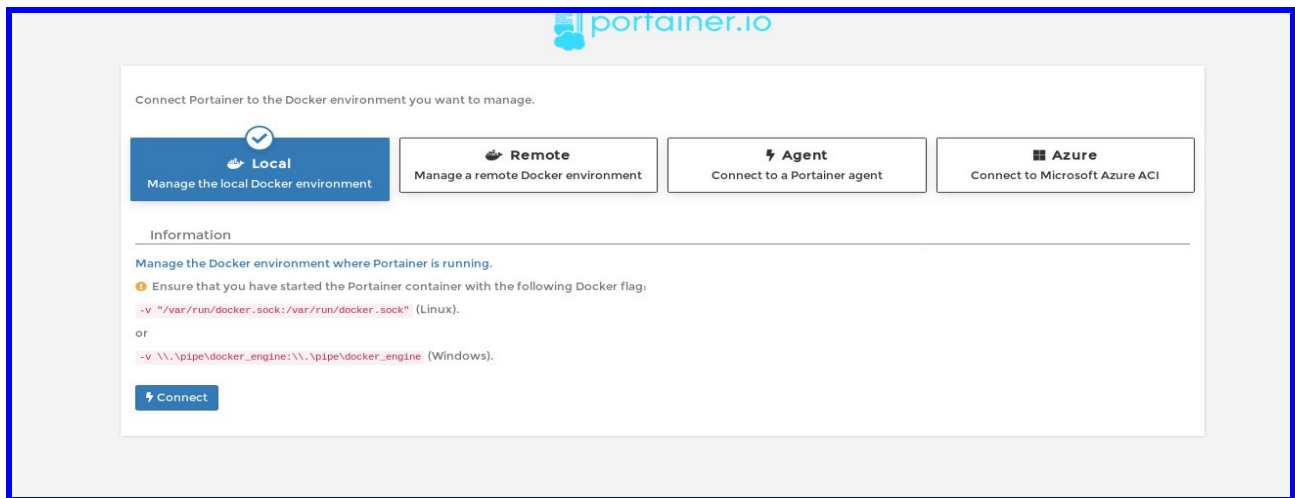 portainer.io
Connect Portainer to the Docker environment you want to manage.
Local
Manage the local Docker environment
Remote
Manage a remote Docker environment
Agent
Connect to a Portainer agent
Azure
Connect to Microsoft Azure ACI
Information
Manage the Docker environment where Portainer is running.
Ensure that you have started the Portainer container with the following Docker flag:
-v "/var/run/docker.sock:/var/run/docker.sock" (Linux).
or
-v \\.\pipe\docker_engine:\\.\pipe\docker_engine (Windows).
Connect